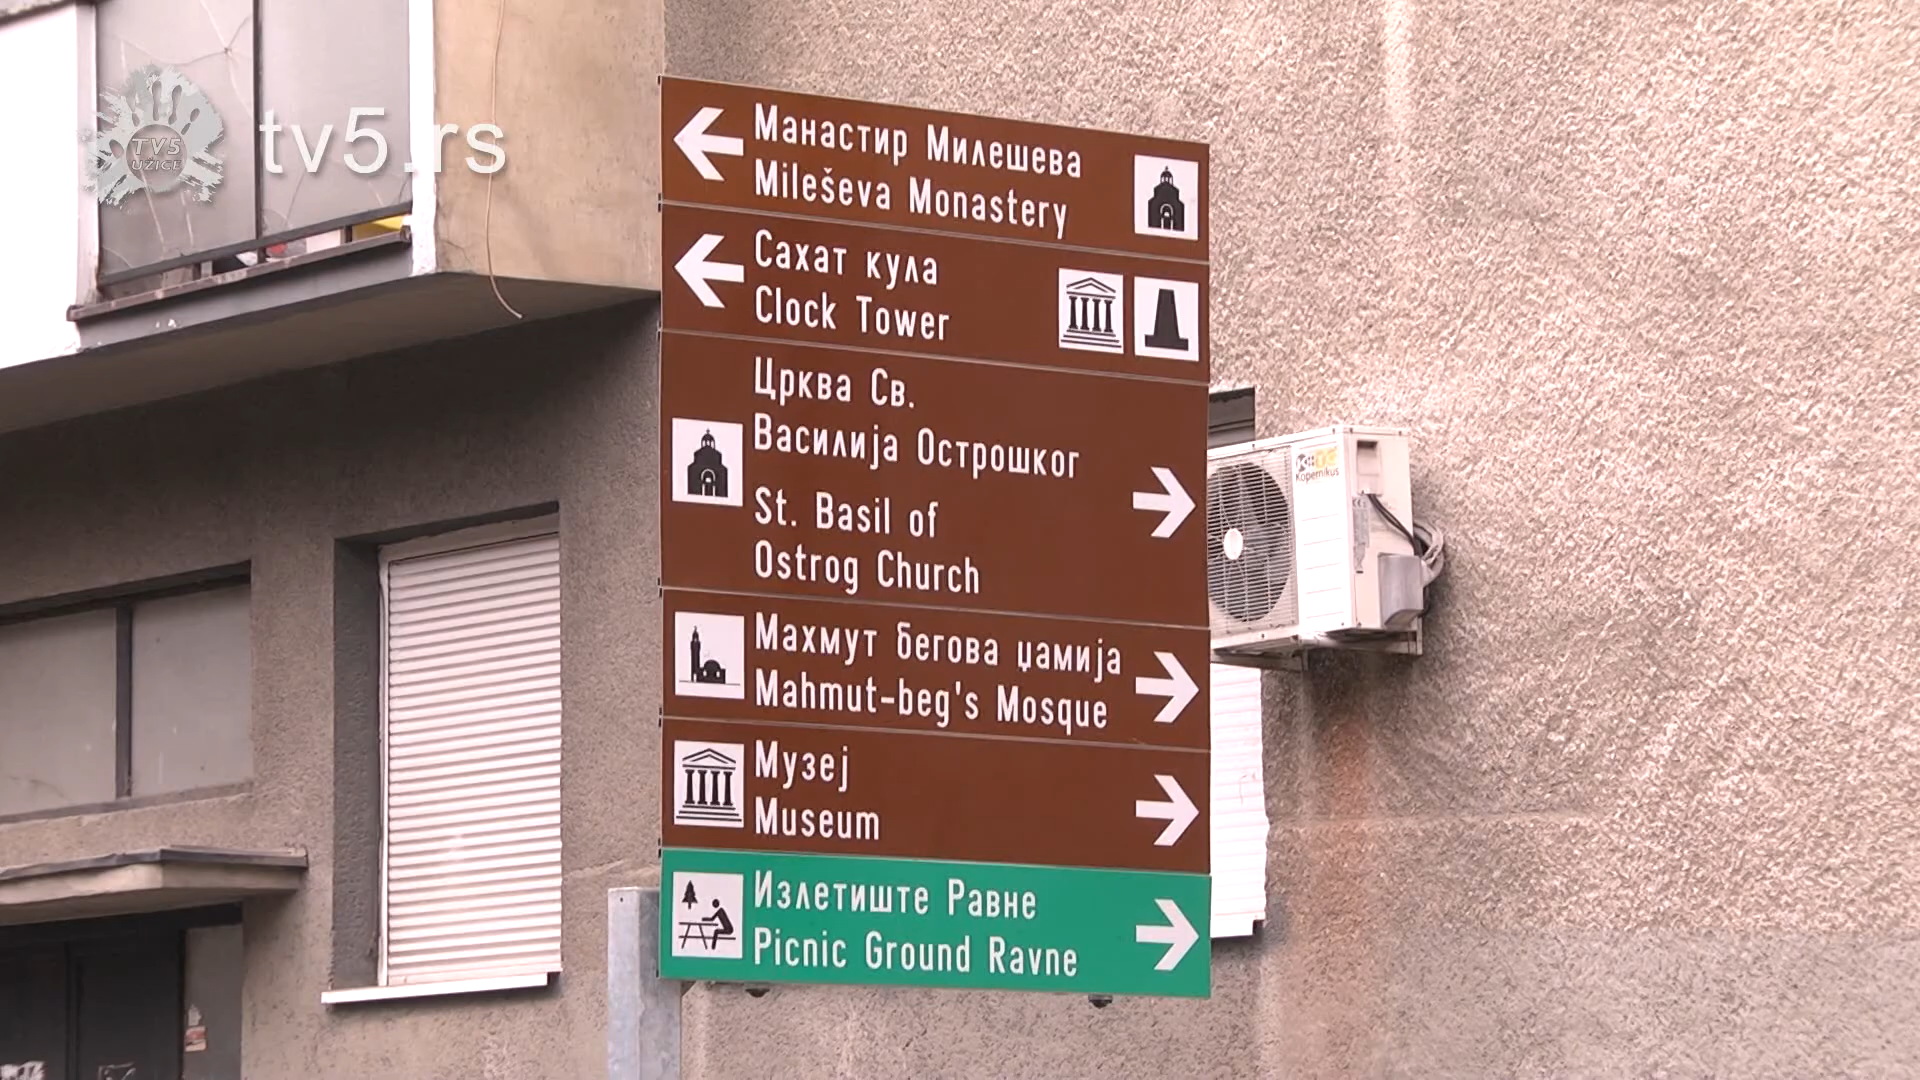 TV5
UŽICE
tv5.rs
Манастир Милешева
Mileševa Monastery
Сахат кула
Clock Tower
Црква Св.
Василија Острошког
St. Basil of
Ostrog Church
Махмут бегова џамија
Mahmut-beg's Mosque
Музеј
Museum
Излетиште Равне
Picnic Ground Ravne
Kopernikus